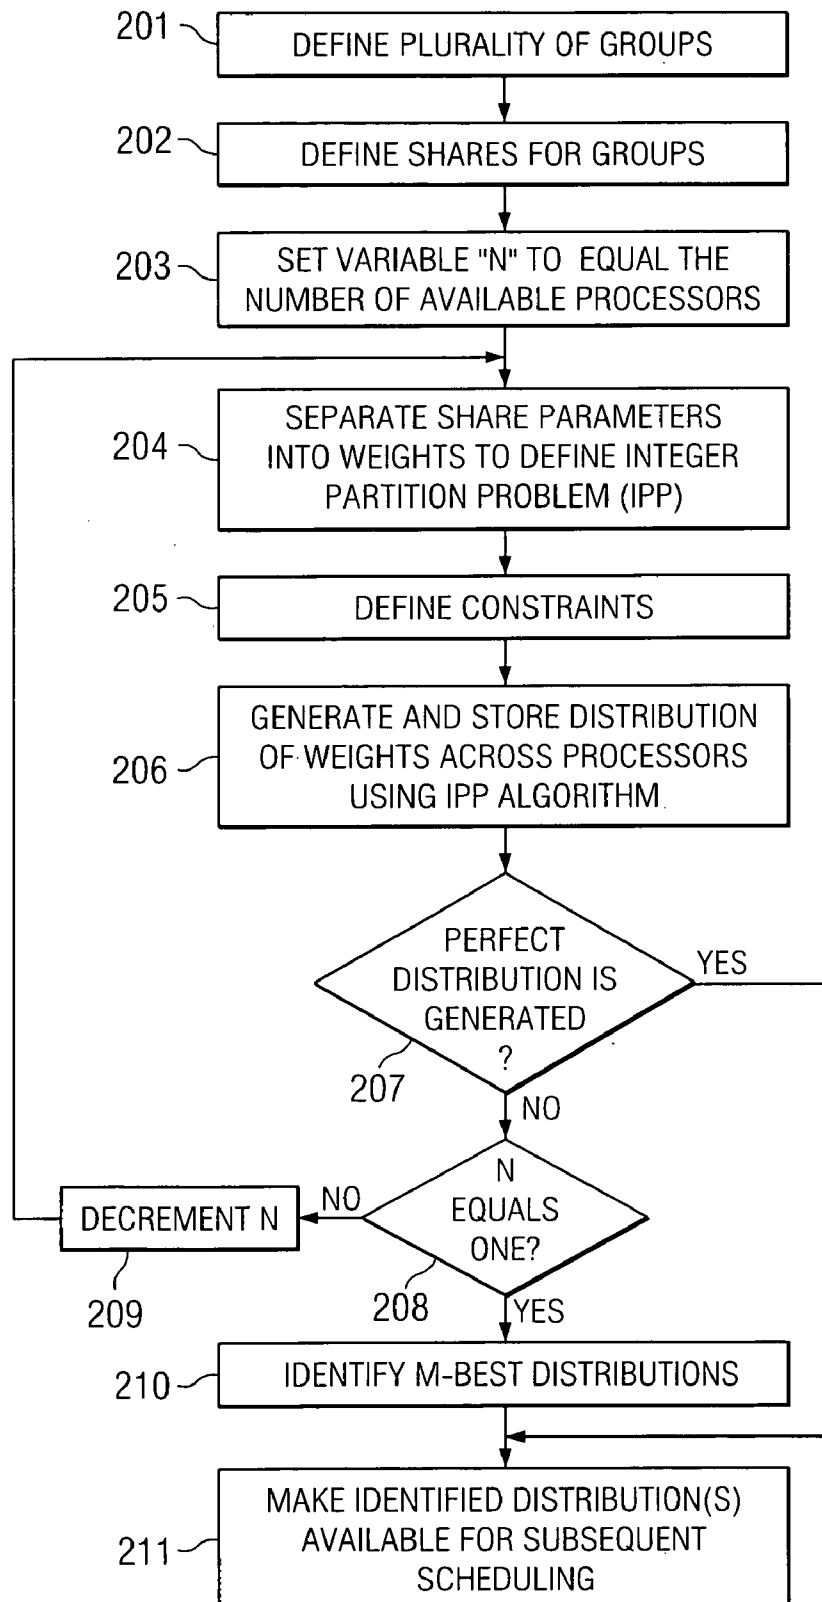 201
DEFINE PLURALITY OF GROUPS
202
DEFINE SHARES FOR GROUPS
203
SET VARIABLE "N" TO EQUAL THE
NUMBER OF AVAILABLE PROCESSORS
204
SEPARATE SHARE PARAMETERS
INTO WEIGHTS TO DEFINE INTEGER
PARTITION PROBLEM (IPP)
205
DEFINE CONSTRAINTS
206
GENERATE AND STORE DISTRIBUTION
OF WEIGHTS ACROSS PROCESSORS
USING IPP ALGORITHM
PERFECT
DISTRIBUTION IS
GENERATED
?
YES
207
NO
N
EQUALS
ONE?
NO
DECREMENT N
209
208
YES
210
IDENTIFY M-BEST DISTRIBUTIONS
211
MAKE IDENTIFIED DISTRIBUTION(S)
AVAILABLE FOR SUBSEQUENT
SCHEDULING